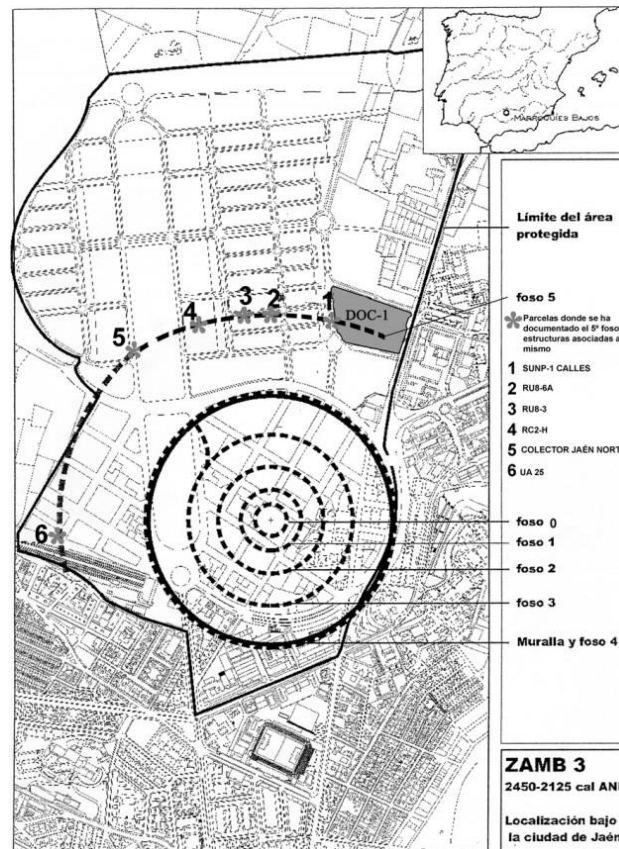 MARROQUÍES BAJOS
Límite del área
protegida
foso 5
Parcelas donde se ha
documentado el 5º foso
estructuras asociadas a
mismo
1 SUNP-1 CALLES
2 RU8-6A
3 RU8-3
4 RC2-H
5 COLECTOR JAÉN NORT
6 UA 25
3 2 1 DOC-1
4
5
6
foso 0
foso 1
foso 2
foso 3
Muralla y foso 4
ZAMB 3
2450-2125 cal AN
Localización bajo
la ciudad de Jaén